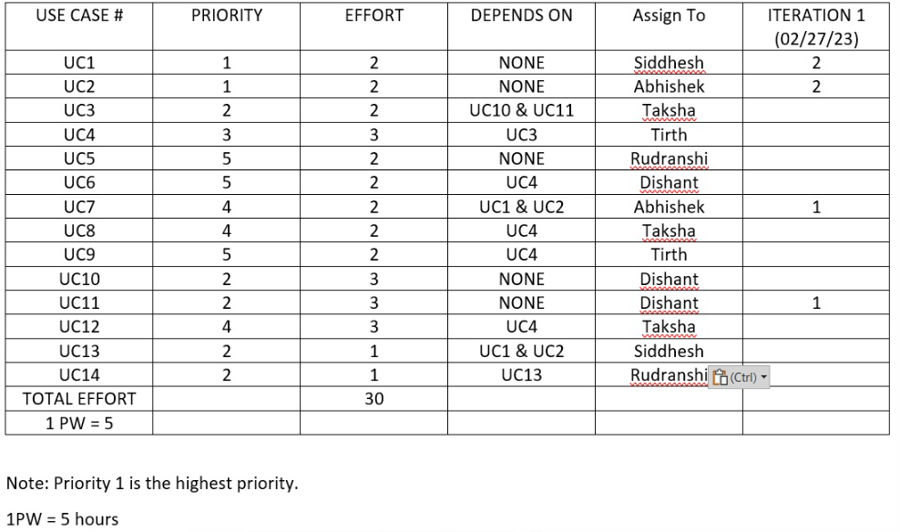 USE CASE # PRIORITY EFFORT DEPENDS ON Assign To ITERATION 1
(02/27/23)
UC1 1 2 NONE Siddhesh 2
UC2 1 2 NONE Abhishek 2
UC3 2 2 UC10 & UC11 Taksha
UC4 3 3 UC3 Tirth
UC5 5 2 NONE Rudranshi
UC6 5 2 UC4 Dishant
UC7 4 2 UC1 & UC2 Abhishek 1
UC8 4 2 UC4 Taksha
UC9 5 2 UC4 Tirth
UC10 2 3 NONE Dishant
UC11 2 3 NONE Dishant 1
UC12 4 3 UC4 Taksha
UC13 2 1 UC1 & UC2 Siddhesh
UC14 2 1 UC13 Rudranshi (Ctrl)
TOTAL EFFORT 30
1 PW = 5
Note: Priority 1 is the highest priority.
1PW = 5 hours